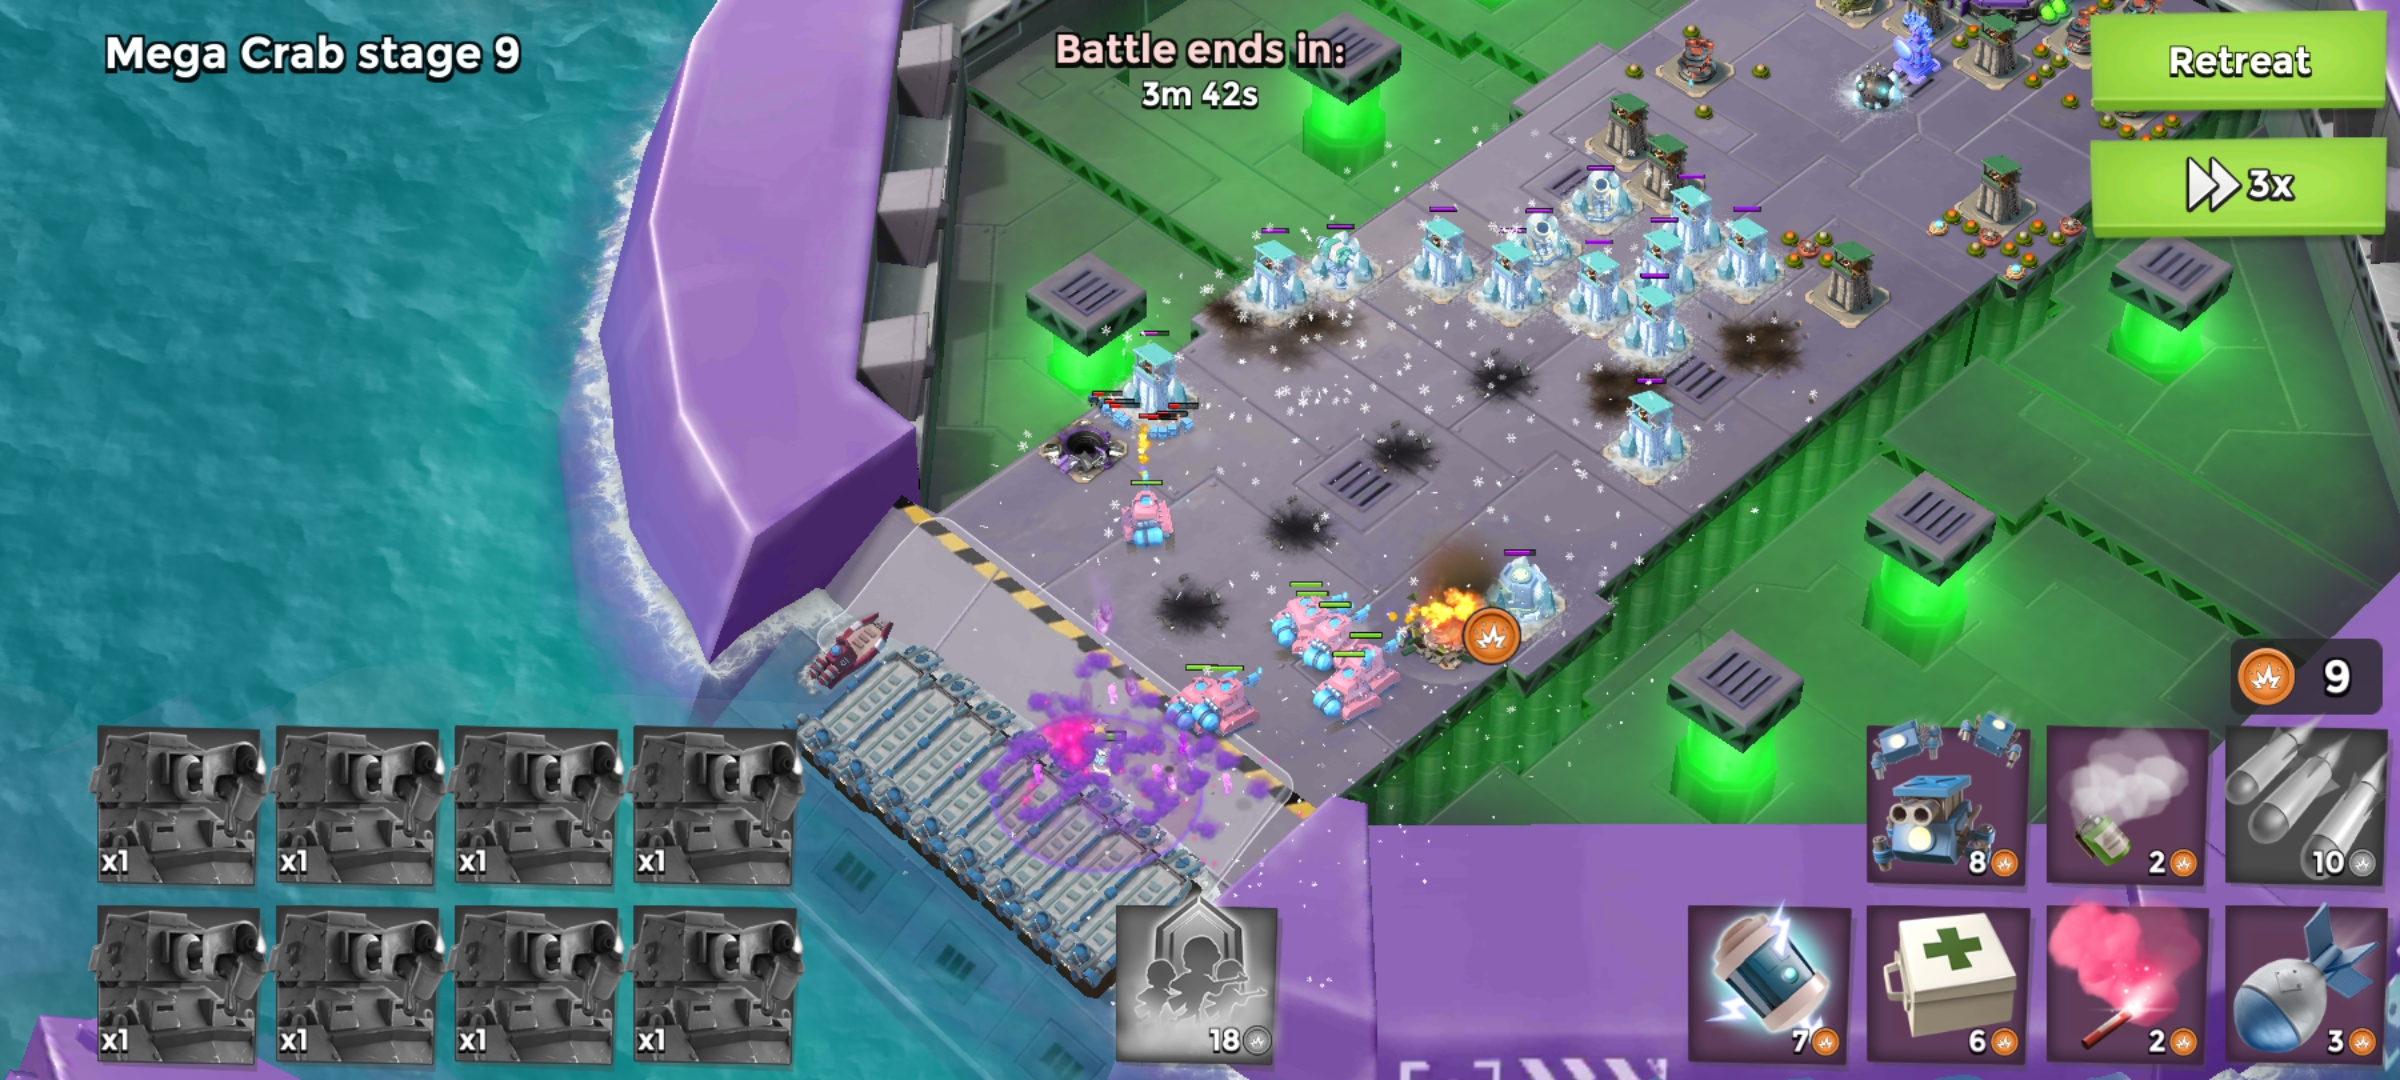 Mega Crab stage 9
Battle ends in:
3m 42s
Retreat
3x
9
8
2
10
x1
x1
x1
x1
x1
x1
x1
x1
18
7
6
2
3